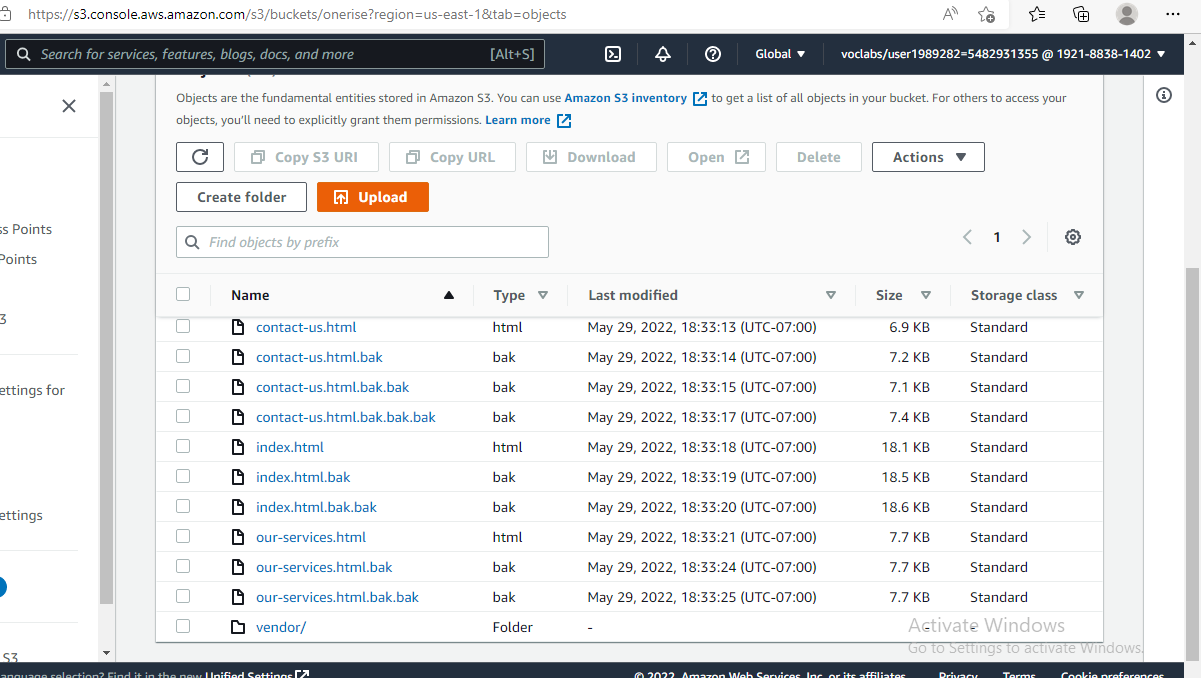 https://s3.console.aws.amazon.com/s3/buckets/onerise?region=us-east-1&tab=objects
Search for services, features, blogs, docs, and more [Alt+S] Global voclabs/user1989282=5482931355 @ 1921-8838-1402
Objects are the fundamental entities stored in Amazon S3. You can use Amazon S3 inventory to get a list of all objects in your bucket. For others to access your
objects, you'll need to explicitly grant them permissions. Learn more
Copy S3 URI Copy URL Download Open Delete Actions
Create folder Upload
Find objects by prefix 1
Name Type Last modified Size Storage class
contact-us.html html May 29, 2022, 18:33:13 (UTC-07:00) 6.9 KB Standard
contact-us.html.bak bak May 29, 2022, 18:33:14 (UTC-07:00) 7.2 KB Standard
contact-us.html.bak.bak bak May 29, 2022, 18:33:15 (UTC-07:00) 7.1 KB Standard
contact-us.html.bak.bak.bak bak May 29, 2022, 18:33:17 (UTC-07:00) 7.4 KB Standard
index.html html May 29, 2022, 18:33:18 (UTC-07:00) 18.1 KB Standard
index.html.bak bak May 29, 2022, 18:33:19 (UTC-07:00) 18.5 KB Standard
index.html.bak.bak bak May 29, 2022, 18:33:20 (UTC-07:00) 18.6 KB Standard
our-services.html html May 29, 2022, 18:33:21 (UTC-07:00) 7.7 KB Standard
our-services.html.bak bak May 29, 2022, 18:33:24 (UTC-07:00) 7.7 KB Standard
our-services.html.bak.bak bak May 29, 2022, 18:33:25 (UTC-07:00) 7.7 KB Standard
vendor/ Folder - - -
ss Points
Points
3
ettings for
ettings
S3
Activate Windows
Go to Settings to activate Windows.
anguage selection? Find it in the new Unified Settings © 2022, Amazon Web Services, Inc. or its affiliates. Privacy Terms Cookie preferences